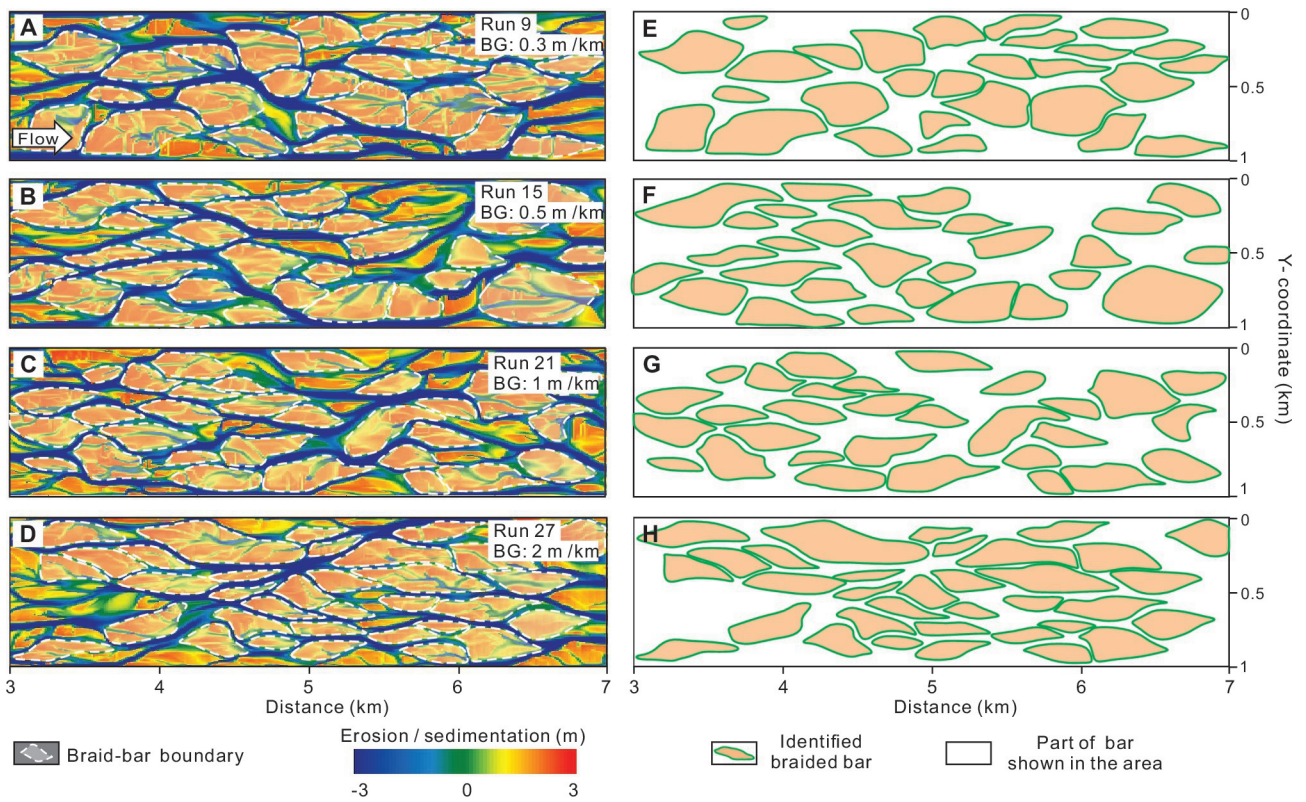 A
Run 9
BG: 0.3 m /km
Flow
E
0
0.5
1
B
Run 15
BG: 0.5 m /km
F
0
0.5
1
C
Run 21
BG: 1 m /km
G
0
0.5
1
D
Run 27
BG: 2 m /km
H
0
0.5
1
Y- coordinate (km)
3 4 5 6 7
Distance (km)
3 4 5 6 7
Distance (km)
Braid-bar boundary
Erosion / sedimentation (m)
-3 0 3
Identified
braided bar
Part of bar
shown in the area